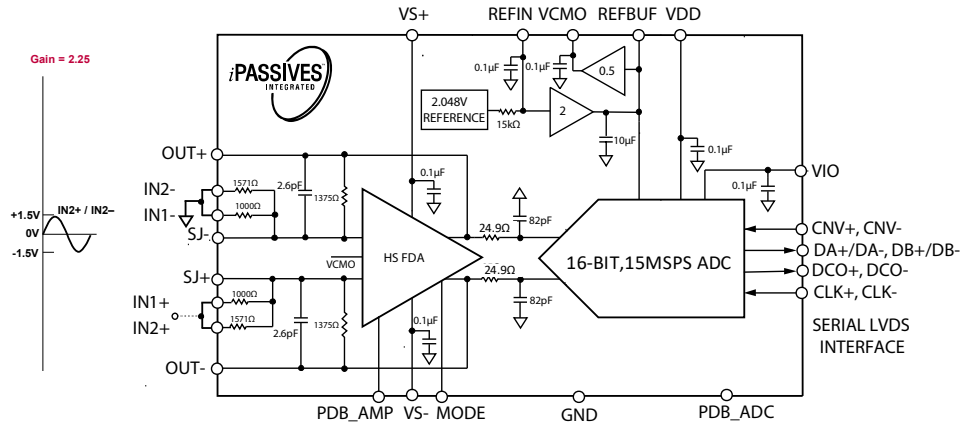 VS+
REFIN
VCMO
REFBUF
VDD
Gain = 2.25
iPASSIVES
INTEGRATED
0.1µF
0.1µF
0.5
2.048V
REFERENCE
15kΩ
2
10µF
0.1µF
VIO
0.1µF
OUT+
IN2-
1571Ω
2.6pF
1375Ω
0.1µF
IN1-
1000Ω
SJ-
+1.5V
IN2+ / IN2–
0V
-1.5V
82pF
24.9Ω
CNV+, CNV-
DA+/DA-, DB+/DB-
DCO+, DCO-
CLK+, CLK-
HS FDA
VCMO
16-BIT,15MSPS ADC
24.9Ω
82pF
SJ+
1000Ω
IN1+
IN2+
1571Ω
2.6pF
1375Ω
0.1µF
SERIAL LVDS
INTERFACE
OUT-
PDB_AMP
VS-
MODE
GND
PDB_ADC